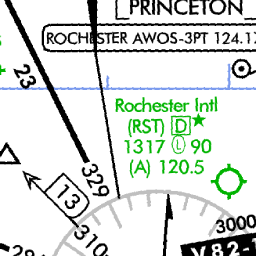 PRINCETON
ROCHESTER AWOS-3PT 124.17
23
Rochester Intl
(RST) D★
1317 Ⓛ 90
(A) 120.5
329
13
310
3000
V82-1